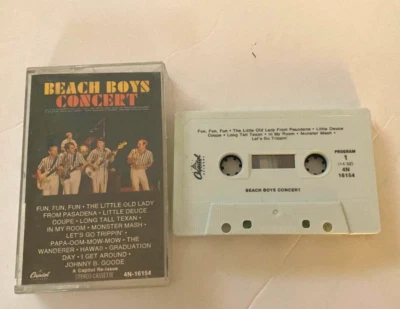 BEACH BOYS
CONCERT
FUN, FUN, FUN • THE LITTLE OLD LADY
FROM PASADENA • LITTLE DEUCE
COUPE • LONG TALL TEXAN •
IN MY ROOM • MONSTER MASH •
LET'S GO TRIPPIN' •
PAPA-OOM-MOW-MOW • THE
WANDERER • HAWAII • GRADUATION
DAY • I GET AROUND •
JOHNNY B. GOODE
A Capitol Re-Issue
Capitol
STEREO CASSETTE
4N-16154
Fun, Fun, Fun • The Little Old Lady From Pasadena • Little Deuce
Coupe • Long Tall Texan • In My Room • Monster Mash •
Let's Go Trippin'
Capitol
PROGRAM
1
4N
16154
BEACH BOYS CONCERT